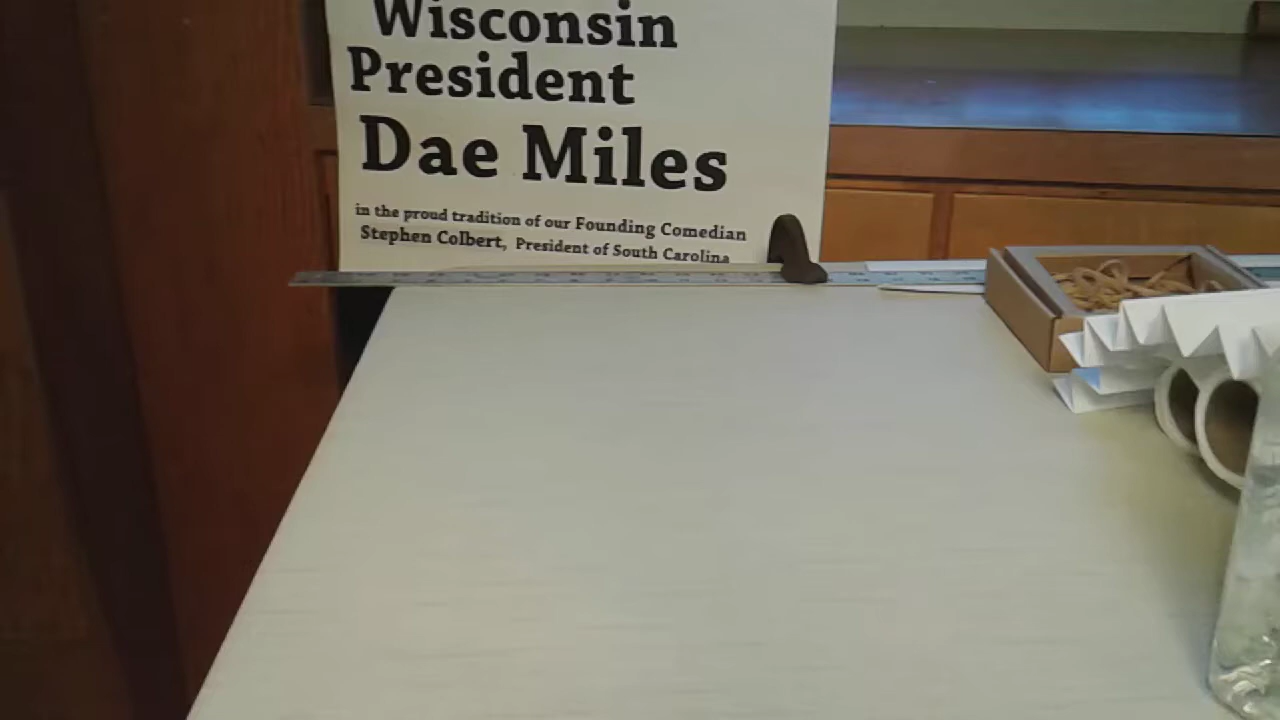 Wisconsin
President
Dae Miles
in the proud tradition of our Founding Comedian
Stephen Colbert, President of South Carolina